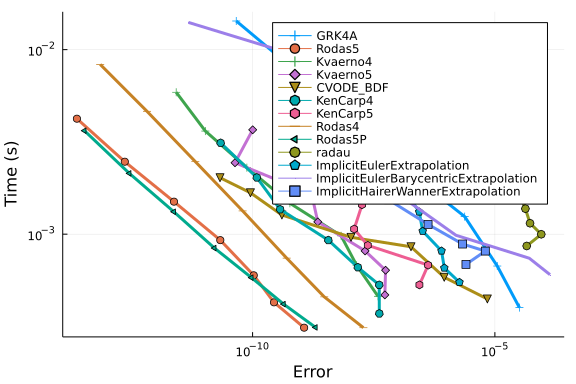 10⁻²
10⁻³
Time (s)
GRK4A
Rodas5
Kvaerno4
Kvaerno5
CVODE_BDF
KenCarp4
KenCarp5
Rodas4
Rodas5P
radau
ImplicitEulerExtrapolation
ImplicitEulerBarycentricExtrapolation
ImplicitHairerWannerExtrapolation
10⁻¹⁰
10⁻⁵
Error